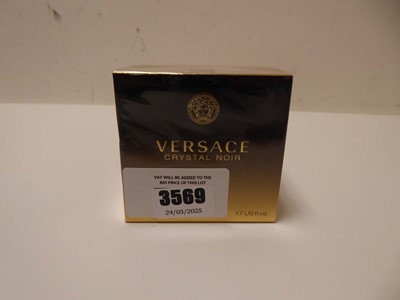 VERSACE
CRYSTAL NOIR
VAT WILL BE ADDED TO THE
BID PRICE OF THIS LOT
3569
24/05/2025
1.7 US fl oz.